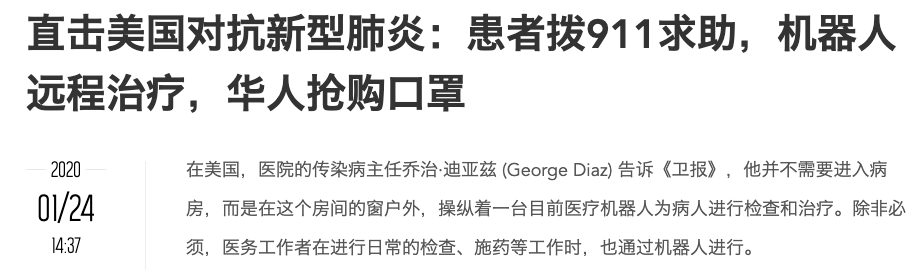 直击美国对抗新型肺炎：患者拨911求助，机器人
远程治疗，华人抢购口罩
2020
01/24
14:37
在美国，医院的传染病主任乔治·迪亚兹 (George Diaz) 告诉《卫报》，他并不需要进入病
房，而是在这个房间的窗户外，操纵着一台目前医疗机器人为病人进行检查和治疗。除非必
须，医务工作者在进行日常的检查、施药等工作时，也通过机器人进行。